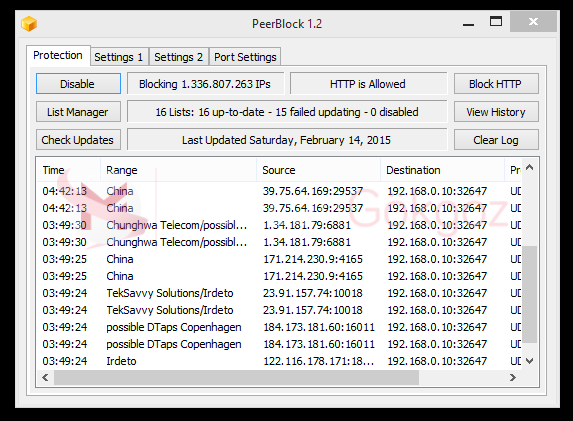 PeerBlock 1.2
Protection Settings 1 Settings 2 Port Settings
Disable Blocking 1.336.807.263 IPs HTTP is Allowed Block HTTP
List Manager 16 Lists: 16 up-to-date - 15 failed updating - 0 disabled View History
Check Updates Last Updated Saturday, February 14, 2015 Clear Log
Time Range Source Destination Pr
04:42:13 China 39.75.64.169:29537 192.168.0.10:32647 UD
04:42:13 China 39.75.64.169:29537 192.168.0.10:32647 UD
03:49:30 Chunghwa Telecom/possibl... 1.34.181.79:6881 192.168.0.10:32647 UD
03:49:30 Chunghwa Telecom/possibl... 1.34.181.79:6881 192.168.0.10:32647 UD
03:49:25 China 171.214.230.9:4165 192.168.0.10:32647 UD
03:49:25 China 171.214.230.9:4165 192.168.0.10:32647 UD
03:49:24 TekSavvy Solutions/Irdeto 23.91.157.74:10018 192.168.0.10:32647 UD
03:49:24 TekSavvy Solutions/Irdeto 23.91.157.74:10018 192.168.0.10:32647 UD
03:49:24 possible DTaps Copenhagen 184.173.181.60:16011 192.168.0.10:32647 UD
03:49:24 possible DTaps Copenhagen 184.173.181.60:16011 192.168.0.10:32647 UD
03:49:24 Irdeto 122.116.178.171:18... 192.168.0.10:32647 UD